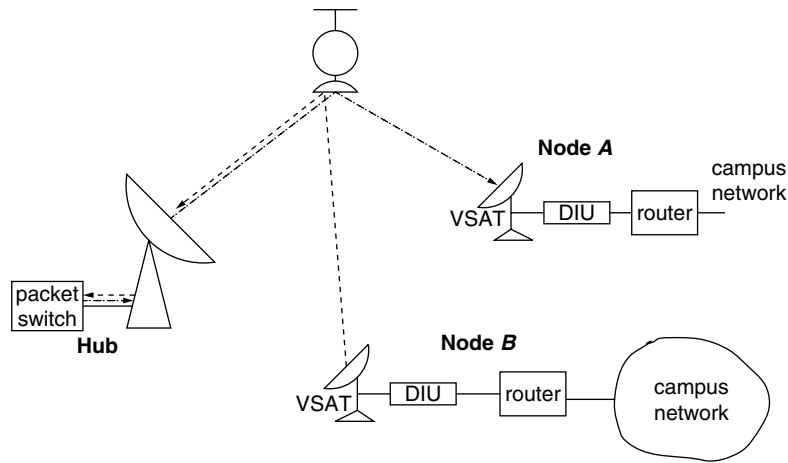 Node A
campus
network
VSAT
DIU
router
packet
switch
Hub
Node B
VSAT
DIU
router
campus
network